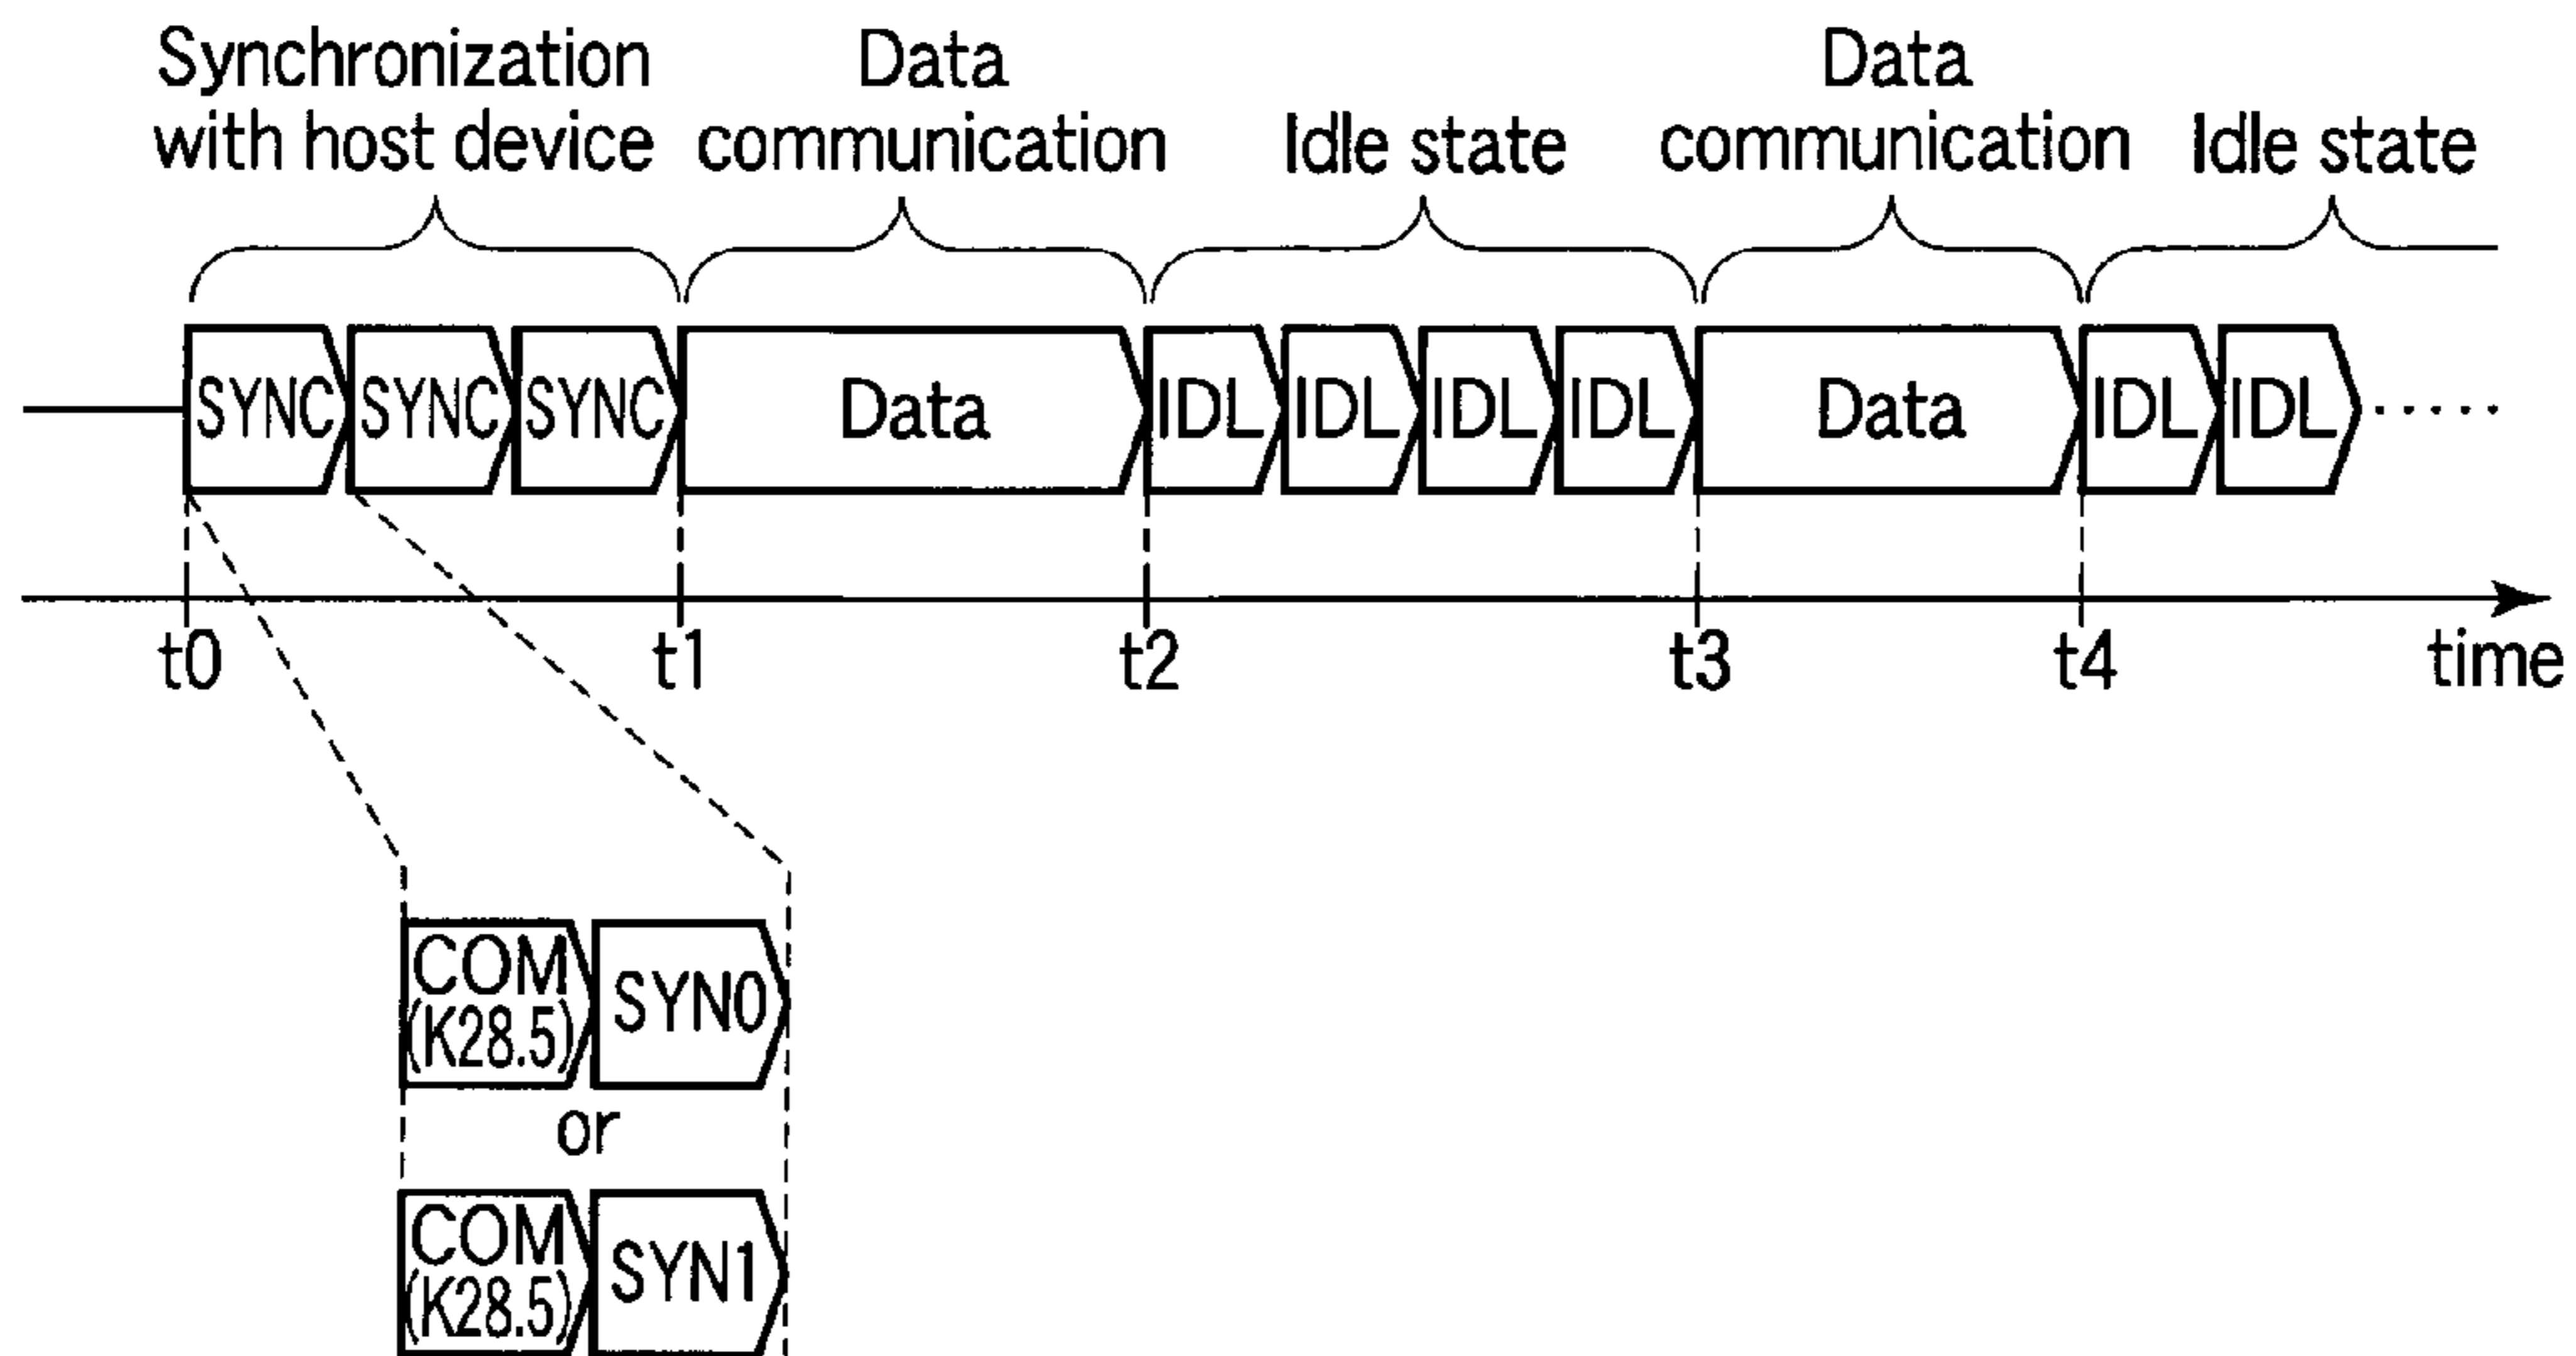 Synchronization
with host device
Data
communication
Idle state
Data
communication
Idle state
SYNC SYNC SYNC Data IDL IDL IDL IDL Data IDL IDL ·····
t0 t1 t2 t3 t4 time
COM
(K28.5)
SYN0
or
COM
(K28.5)
SYN1